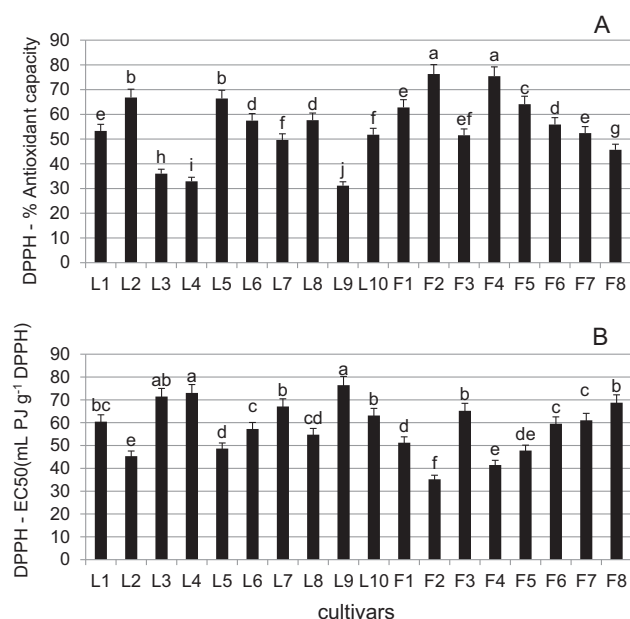 A
DPPH - % Antioxidant capacity
90
80
70
60
50
40
30
20
10
0
e b h i b d f d j f e a ef a c d e g
L1 L2 L3 L4 L5 L6 L7 L8 L9 L10 F1 F2 F3 F4 F5 F6 F7 F8
B
DPPH - EC50(mL PJ g⁻¹ DPPH)
90
80
70
60
50
40
30
20
10
0
bc e ab a d c b cd a b d f b e de c c b
L1 L2 L3 L4 L5 L6 L7 L8 L9 L10 F1 F2 F3 F4 F5 F6 F7 F8
cultivars